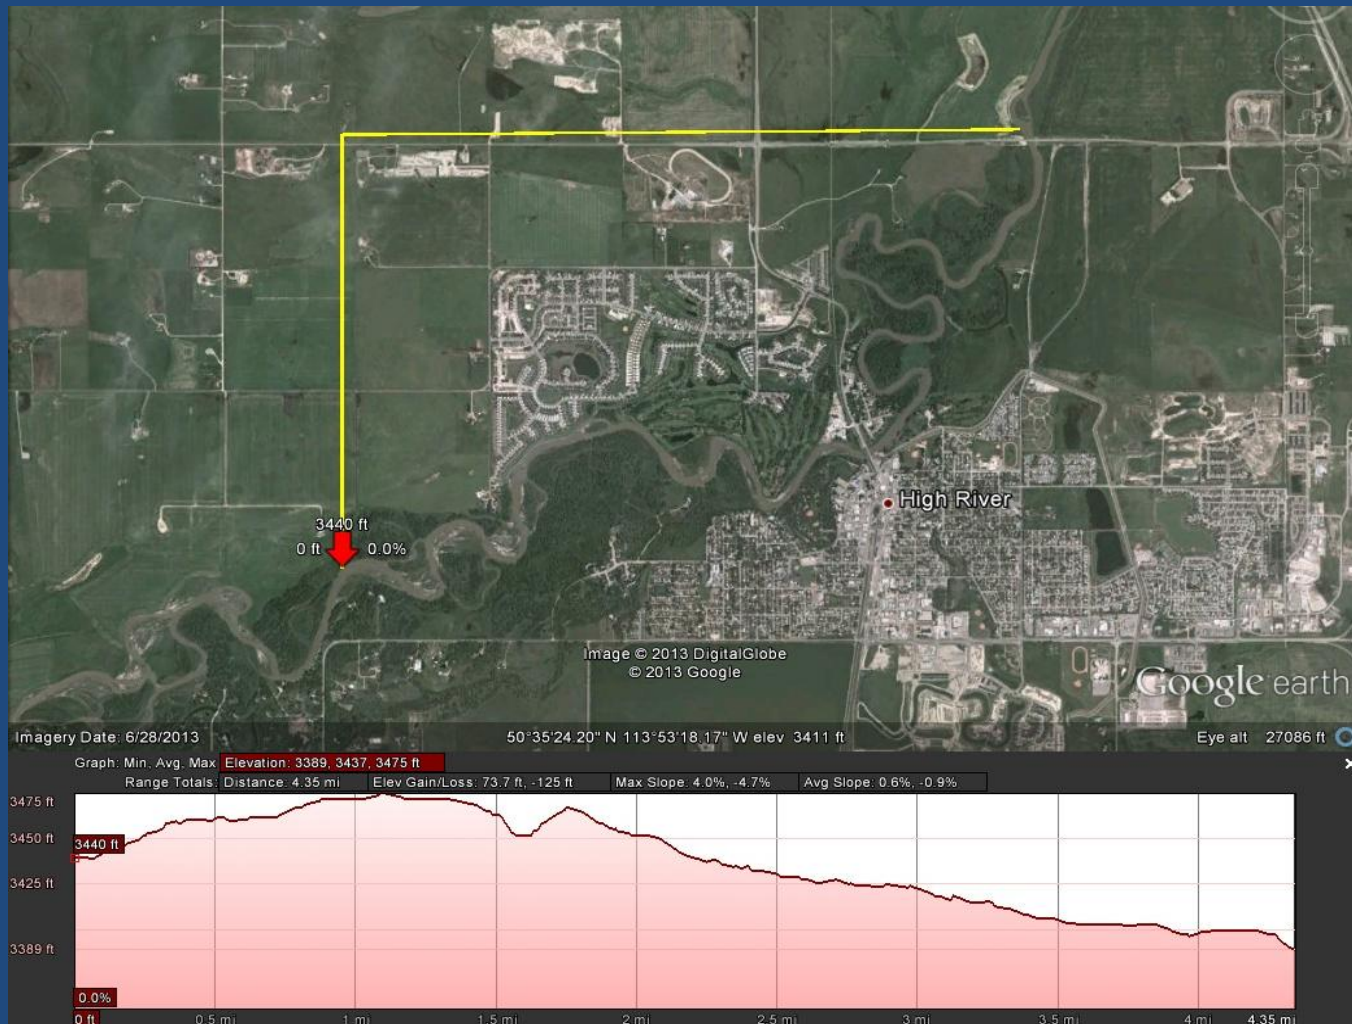 3440 ft
0 ft 0.0%
High River
Image © 2013 DigitalGlobe
© 2013 Google
Google earth
Imagery Date: 6/28/2013 50°35'24.20" N 113°53'18.17" W elev 3411 ft Eye alt 27086 ft
Graph: Min, Avg, Max Elevation: 3389, 3437, 3475 ft
Range Totals: Distance: 4.35 mi Elev Gain/Loss: 73.7 ft, -125 ft Max Slope: 4.0%, -4.7% Avg Slope: 0.6%, -0.9%
3475 ft
3450 ft
3440 ft
3425 ft
3389 ft
0.0%
0 ft 0.5 mi 1 mi 1.5 mi 2 mi 2.5 mi 3 mi 3.5 mi 4 mi 4.35 mi